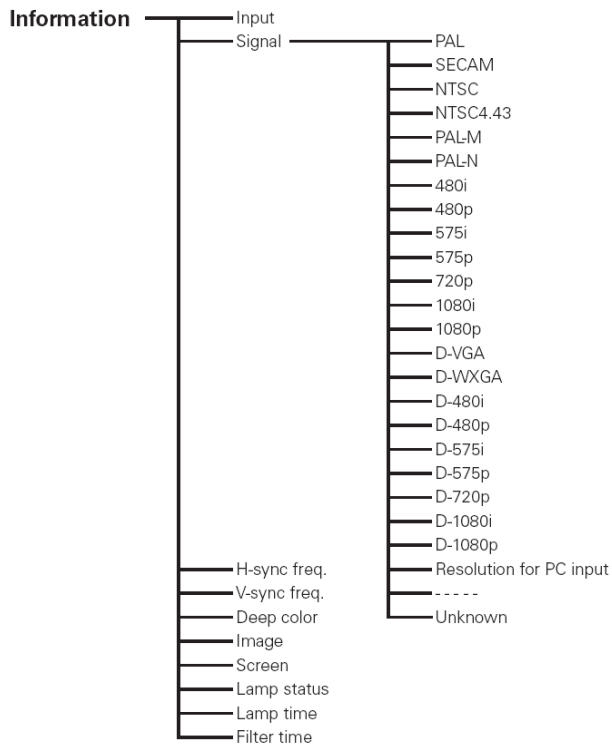 Information
Input
Signal
PAL
SECAM
NTSC
NTSC4.43
PAL-M
PAL-N
480i
480p
575i
575p
720p
1080i
1080p
D-VGA
D-WXGA
D-480i
D-480p
D-575i
D-575p
D-720p
D-1080i
D-1080p
Resolution for PC input
- - - - -
Unknown
H-sync freq.
V-sync freq.
Deep color
Image
Screen
Lamp status
Lamp time
Filter time